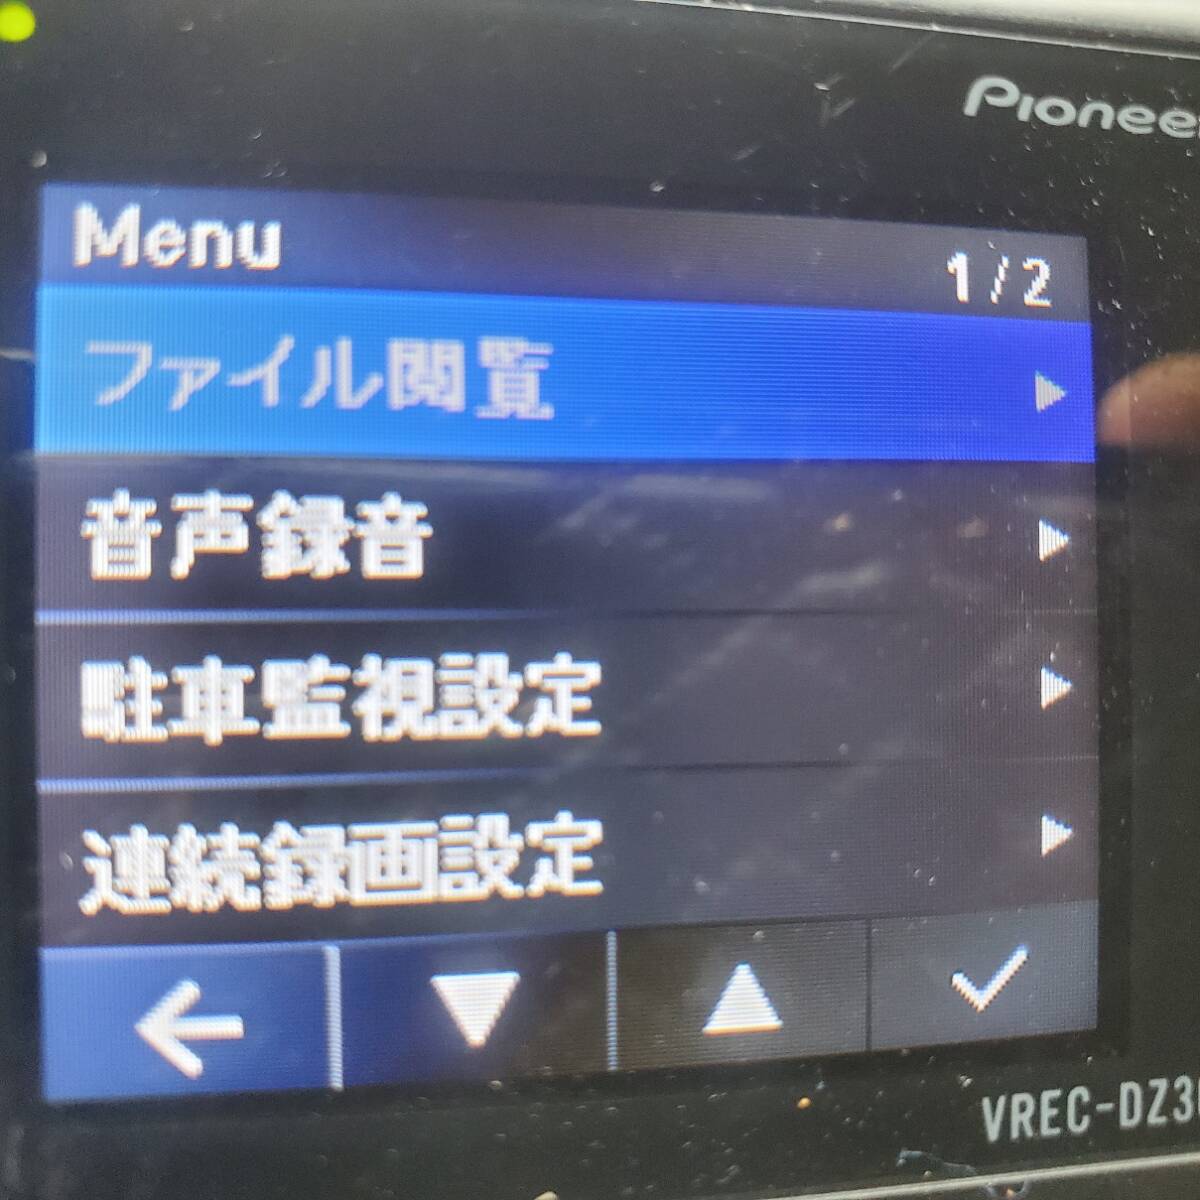 Pioneer
Menu
1/2
ファイル閲覧
音声録音
駐車監視設定
連続録画設定